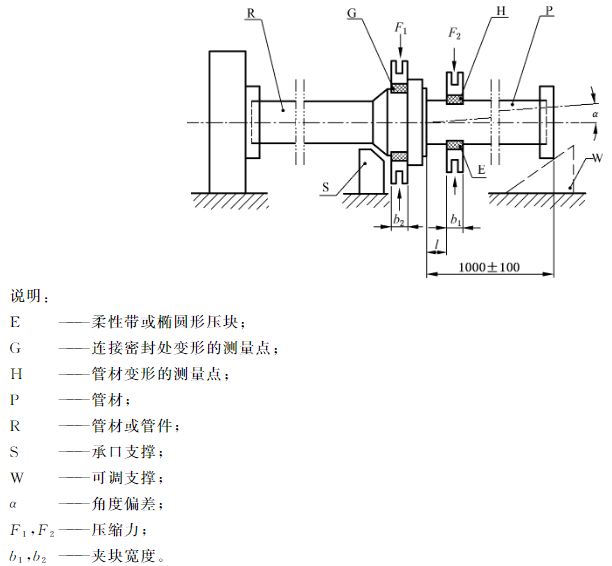 R
G
F₁
F₂
H
P
α
S
E
W
b₂
b₁
l
1000±100
说明：
E ——柔性带或椭圆形压块；
G ——连接密封处变形的测量点；
H ——管材变形的测量点；
P ——管材；
R ——管材或管件；
S ——承口支撑；
W ——可调支撑；
α ——角度偏差；
F₁,F₂——压缩力；
b₁,b₂ ——夹块宽度。